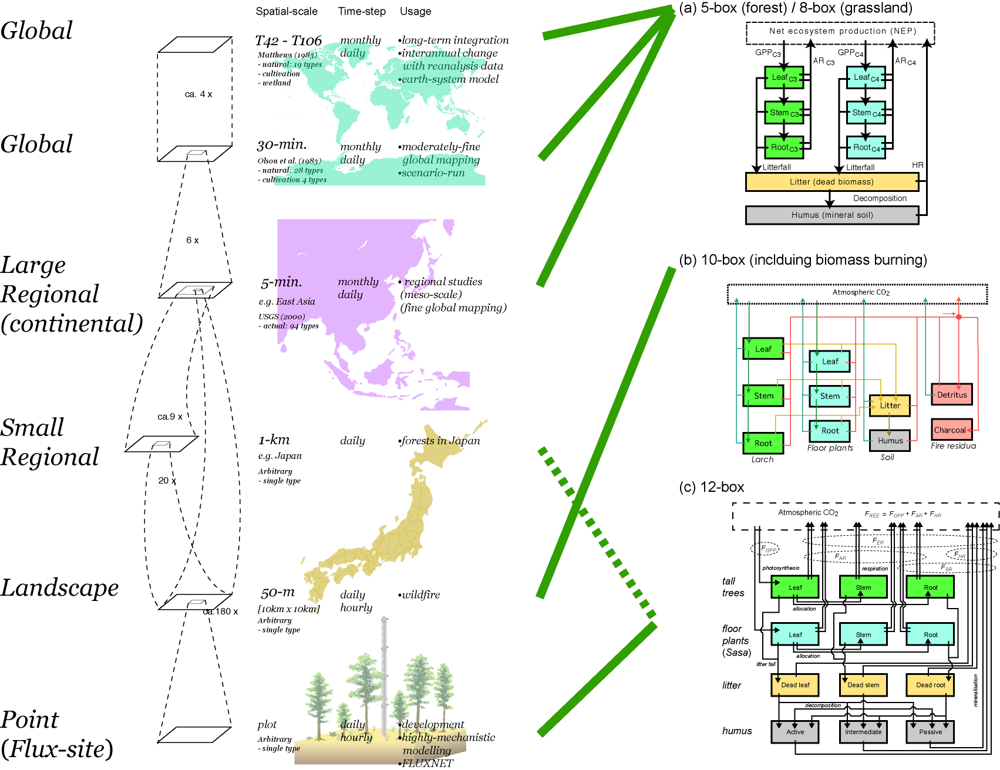 Spatial-scale Time-step Usage
Global
T42 - T106 monthly •long-term integration
Matthews (1983) daily •interannual change
- natural: 19 types with reanalysis data
- cultivation •earth-system model
- wetland
ca. 4 x
Global
30-min. monthly •moderately-fine
Olson et al. (1983) daily global mapping
- natural: 28 types •scenario-run
- cultivation 4 types
6 x
Large
Regional
(continental)
5-min. monthly • regional studies
daily (meso-scale)
e.g. East Asia (fine global mapping)
USGS (2000)
- actual: 94 types
ca.9 x
Small
Regional
1-km daily •forests in Japan
e.g. Japan
Arbitrary
- single type
20 x
Landscape
50-m daily •wildfire
[10km x 10km] hourly
Arbitrary
- single type
ca.180 x
Point
(Flux-site)
plot daily •development
Arbitrary hourly •highly-mechanistic
- single type modelling
•FLUXNET
(a) 5-box (forest) / 8-box (grassland)
Net ecosystem production (NEP)
GPPC3 ARC3 GPPC4 ARC4
LeafC3 LeafC4
StemC3 StemC4
RootC3 RootC4
Litterfall Litterfall HR
Litter (dead biomass)
Decomposition
Humus (mineral soil)
(b) 10-box (inclduing biomass burning)
Atmospheric CO2
Leaf
Leaf
Stem Stem Detritus
Litter
Root Root Humus Charcoal
Larch Floor plants Soil Fire residua
(c) 12-box
Atmospheric CO2 FNEE = FGPP + FAR + FHR
FER
FGPP FAR FHR
FSR
photosynthesis respiration
tall
trees
Leaf Stem Root
allocation
floor
plants
(Sasa)
Leaf Stem Root
allocation
litter fall
litter Dead leaf Dead stem Dead root
mireralisation
decomposition
humus Active Intermediate Passive